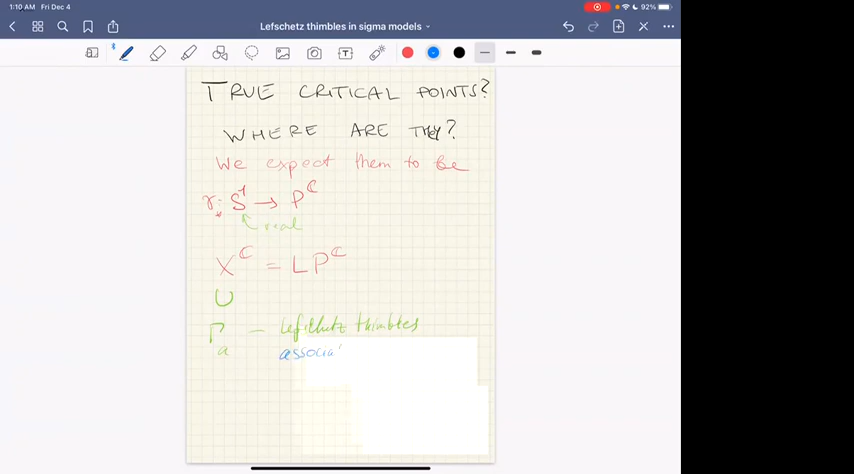 1:10 AM Fri Dec 4
92%
Lefschetz thimbles in sigma models
TRUE CRITICAL POINTS?
WHERE ARE THEY?
We expect them to be
γ: S¹ → P^ℂ
real
X^ℂ = LP^ℂ
∪
Γ_a — Lefschetz thimbles
associa